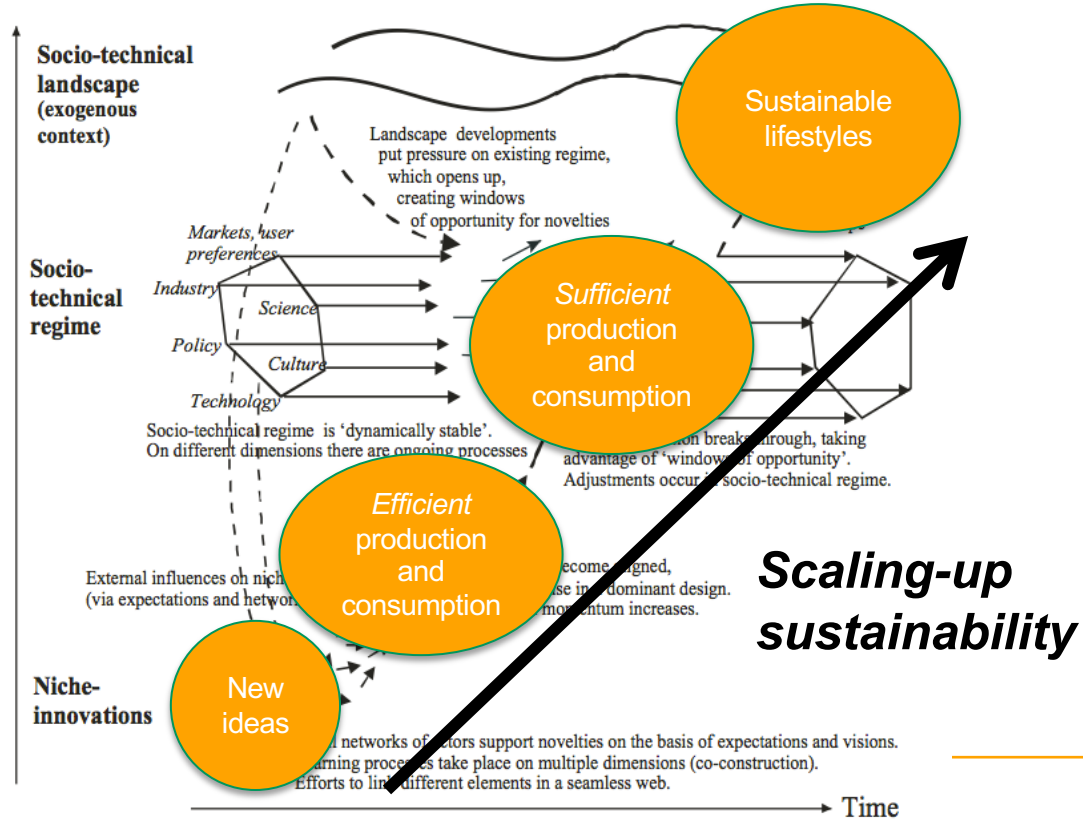 Socio-technical
landscape
(exogenous
context)
Sustainable
lifestyles
Landscape developments
put pressure on existing regime,
which opens up,
creating windows
of opportunity for novelties
Markets, user
preferences
Socio-
technical
regime
Industry
Science
Policy
Culture
Technology
Sufficient
production
and
consumption
Socio-technical regime is ‘dynamically stable’.
On different dimensions there are ongoing processes
breakthrough, taking
advantage of ‘windows of opportunity’.
Adjustments occur in socio-technical regime.
Efficient
production
and
consumption
External influences on
(via expectations and
dominant design.
momentum increases.
Scaling-up
sustainability
Niche-
innovations
New
ideas
networks of actors support novelties on the basis of expectations and visions.
processes take place on multiple dimensions (co-construction).
Efforts to link different elements in a seamless web.
Time